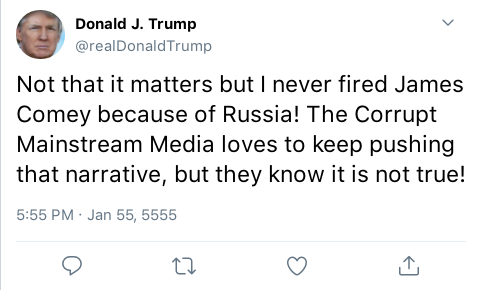 Donald J. Trump
@realDonaldTrump
Not that it matters but I never fired James
Comey because of Russia! The Corrupt
Mainstream Media loves to keep pushing
that narrative, but they know it is not true!
5:55 PM · Jan 55, 5555